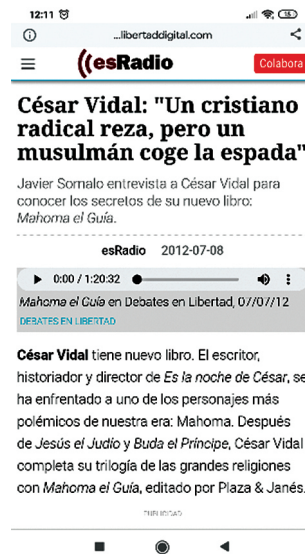 12:11
...libertaddigital.com
esRadio
Colabora
César Vidal: "Un cristiano
radical reza, pero un
musulmán coge la espada"
Javier Somalo entrevista a César Vidal para
conocer los secretos de su nuevo libro:
Mahoma el Guía.
esRadio 2012-07-08
0:00 / 1:20:32
Mahoma el Guía en Debates en Libertad, 07/07/12
DEBATES EN LIBERTAD
César Vidal tiene nuevo libro. El escritor,
historiador y director de Es la noche de César, se
ha enfrentado a uno de los personajes más
polémicos de nuestra era: Mahoma. Después
de Jesús el Judío y Buda el Príncipe, César Vidal
completa su trilogía de las grandes religiones
con Mahoma el Guía, editado por Plaza & Janés.
PUBLICIDAD